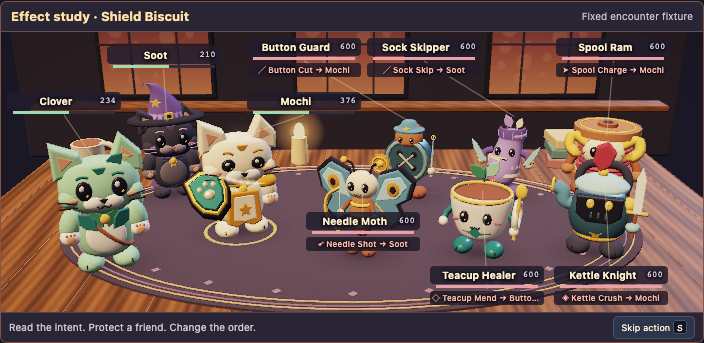 Effect study · Shield Biscuit
Fixed encounter fixture
Soot 210
Button Guard 600
Button Cut → Mochi
Sock Skipper 600
Sock Skip → Soot
Spool Ram 600
Spool Charge → Mochi
Clover 234
Mochi 376
Needle Moth 600
Needle Shot → Soot
Teacup Healer 600
Teacup Mend → Butto...
Kettle Knight 600
Kettle Crush → Mochi
Read the intent. Protect a friend. Change the order.
Skip action S